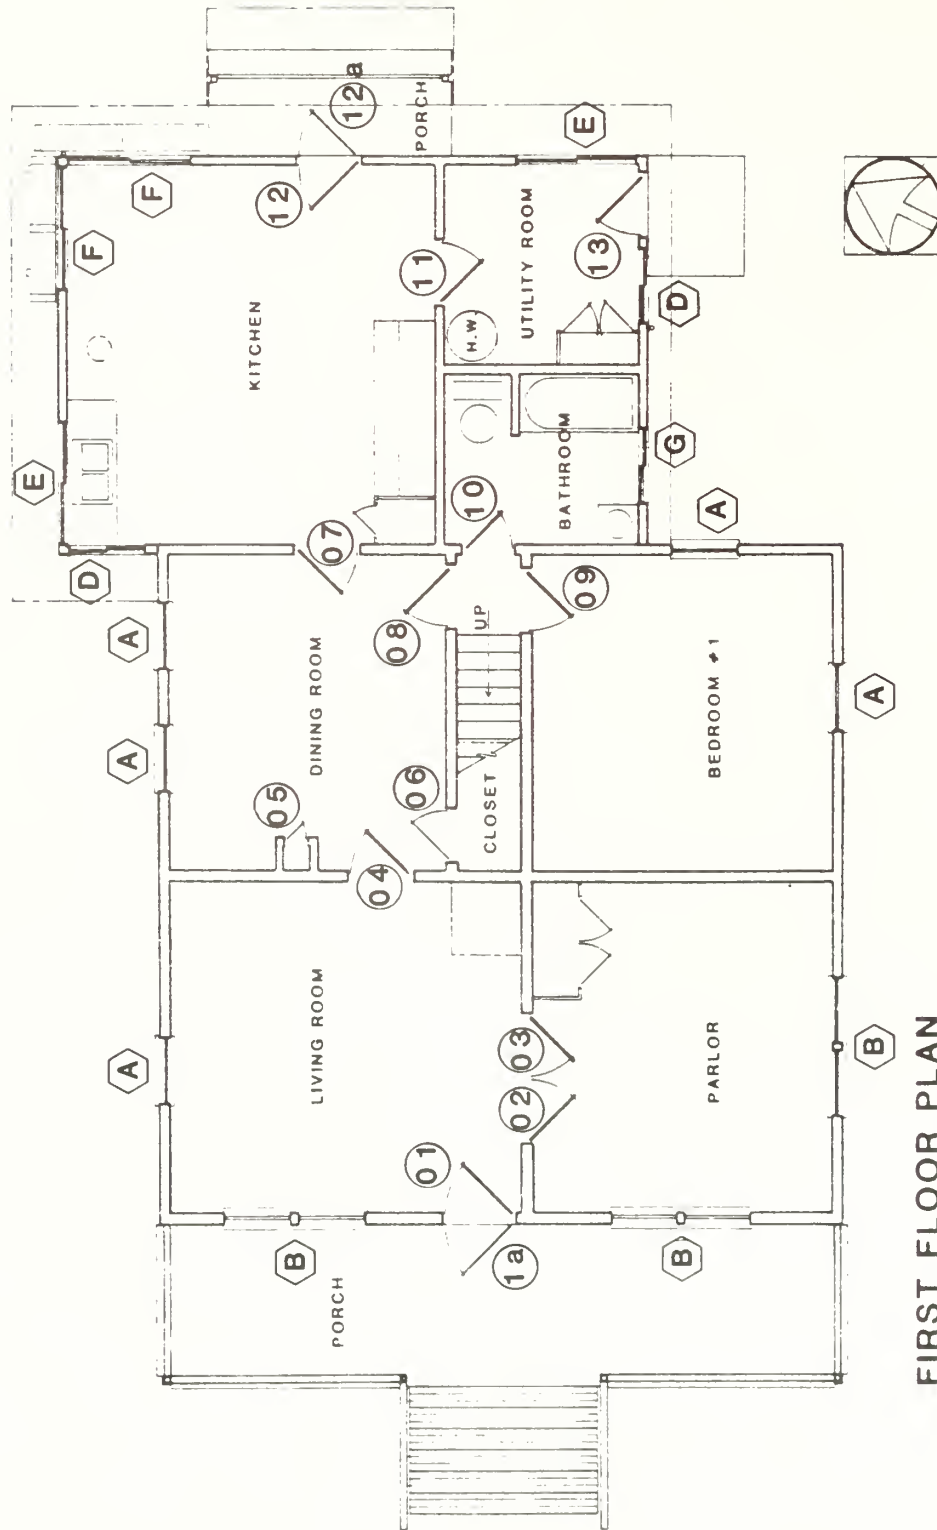 F
F
E
D
A
A
A
12
12a
PORCH
KITCHEN
11
UTILITY ROOM
E
H.W.
13
D
07
10
BATHROOM
G
A
DINING ROOM
08
UP
09
05
06
CLOSET
BEDROOM #1
A
04
LIVING ROOM
03
02
PARLOR
B
01
1a
B
B
PORCH
FIRST FLOOR PLAN